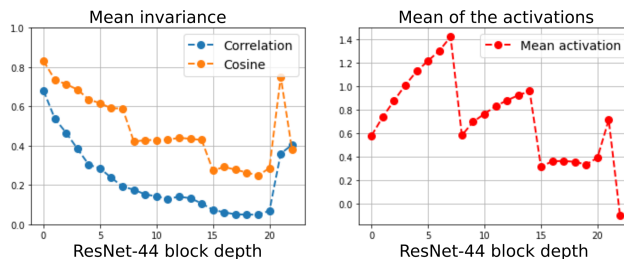 Mean invariance
1.0
0.8
0.6
0.4
0.2
0.0
Correlation
Cosine
0 5 10 15 20
ResNet-44 block depth
Mean of the activations
1.4
1.2
1.0
0.8
0.6
0.4
0.2
0.0
Mean activation
0 5 10 15 20
ResNet-44 block depth